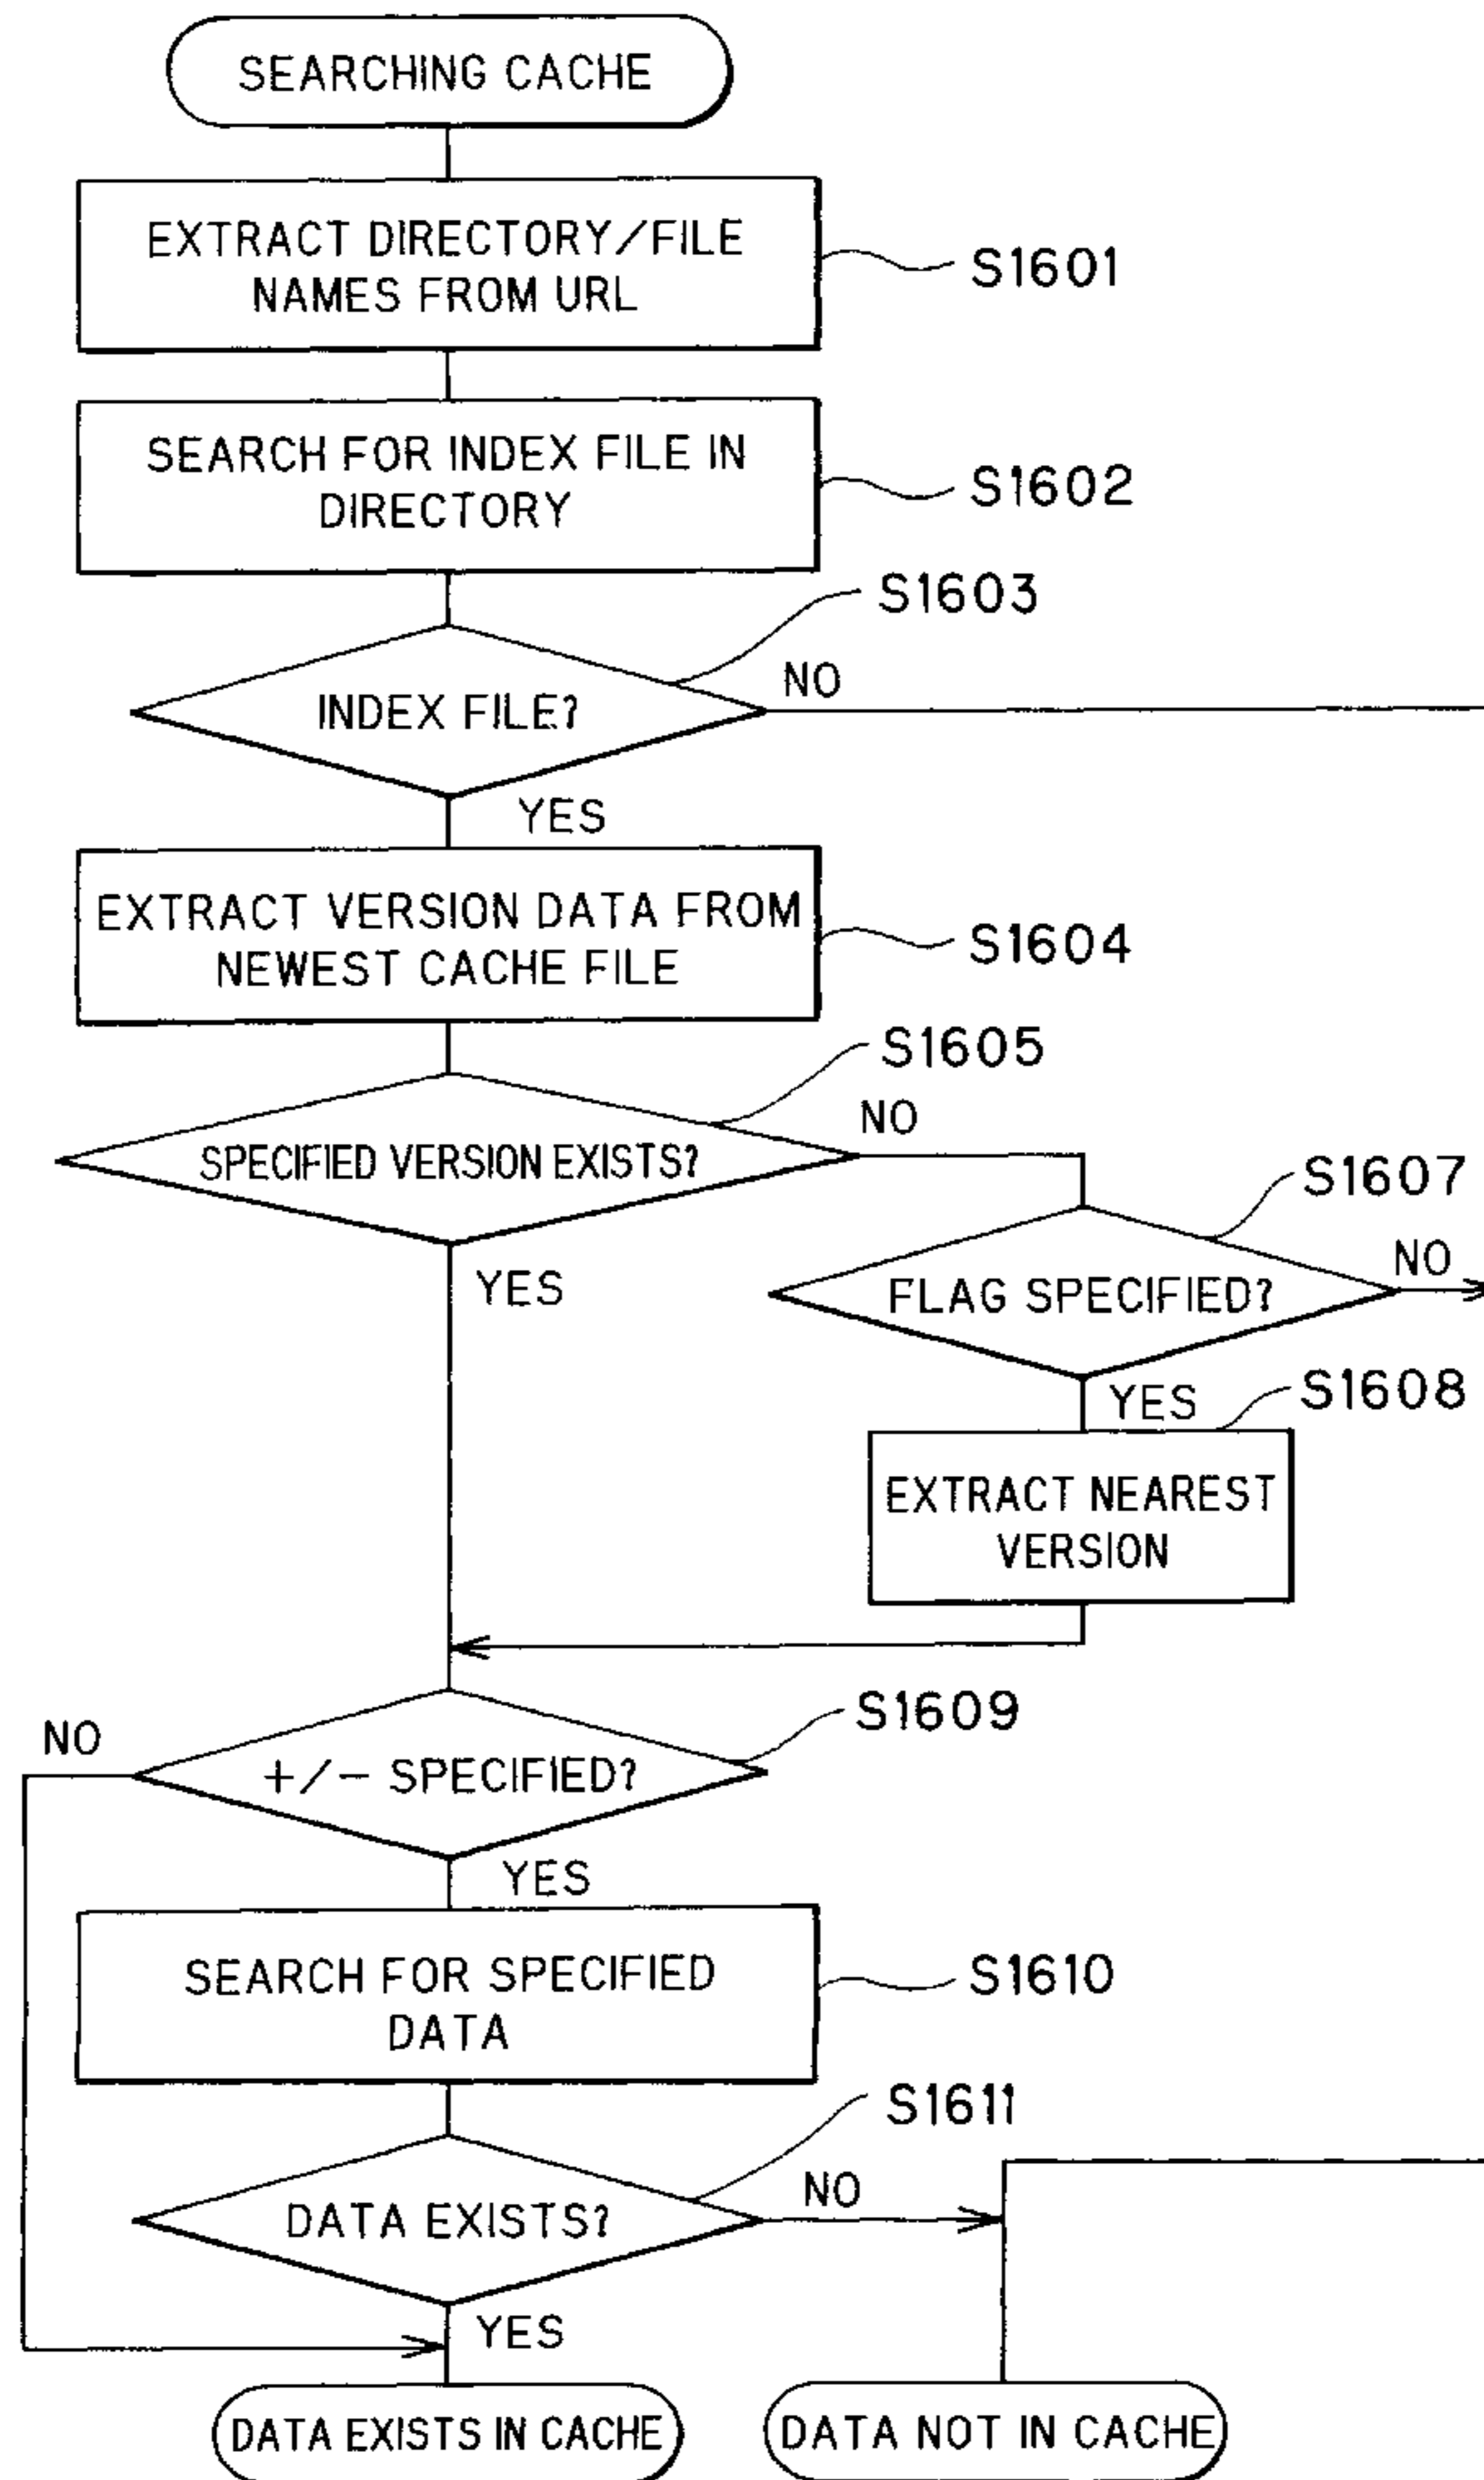 SEARCHING CACHE
EXTRACT DIRECTORY/FILE
NAMES FROM URL
S1601
SEARCH FOR INDEX FILE IN
DIRECTORY
S1602
S1603
INDEX FILE?
NO
YES
EXTRACT VERSION DATA FROM
NEWEST CACHE FILE
S1604
S1605
SPECIFIED VERSION EXISTS?
NO
YES
S1607
FLAG SPECIFIED?
NO
YES
S1608
EXTRACT NEAREST
VERSION
S1609
NO
+/- SPECIFIED?
YES
SEARCH FOR SPECIFIED
DATA
S1610
S1611
DATA EXISTS?
NO
YES
DATA EXISTS IN CACHE
DATA NOT IN CACHE